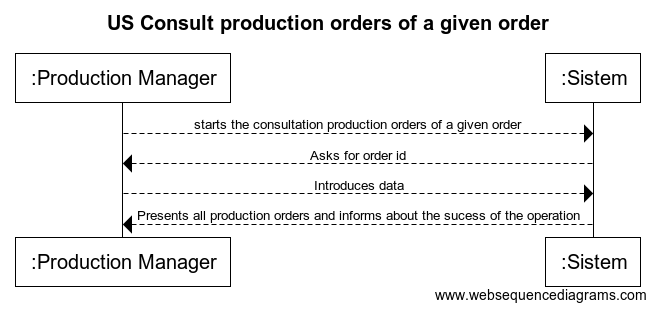 US Consult production orders of a given order
:Production Manager
:Sistem
starts the consultation production orders of a given order
Asks for order id
Introduces data
Presents all production orders and informs about the sucess of the operation
:Production Manager
:Sistem
www.websequencediagrams.com